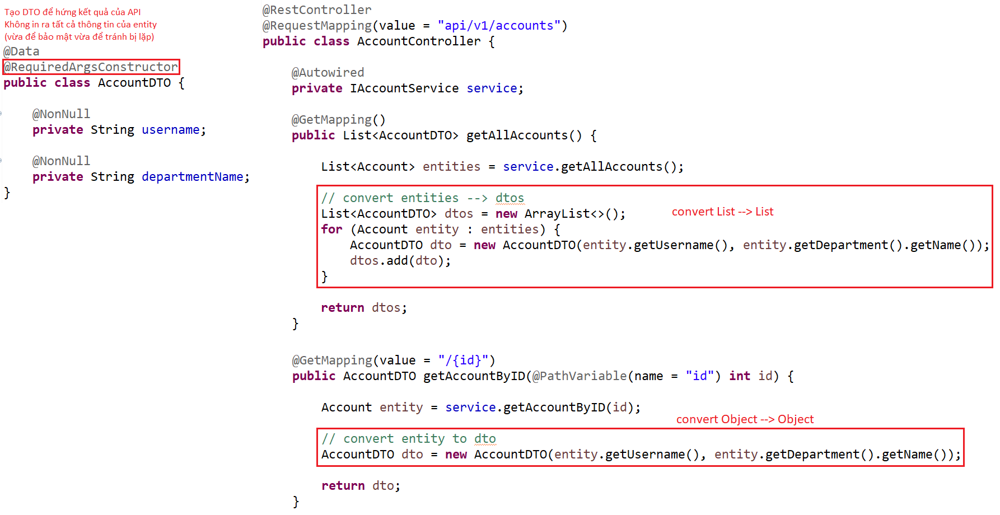 Tạo DTO để hứng kết quả của API
Không in ra tất cả thông tin của entity
(vừa để bảo mật vừa để tránh bị lặp)
@Data
@RequiredArgsConstructor
public class AccountDTO {
@NonNull
private String username;
@NonNull
private String departmentName;
}
@RestController
@RequestMapping(value = "api/v1/accounts")
public class AccountController {
@Autowired
private IAccountService service;
@GetMapping()
public List<AccountDTO> getAllAccounts() {
List<Account> entities = service.getAllAccounts();
// convert entities --> dtos
List<AccountDTO> dtos = new ArrayList<>();
convert List --> List
for (Account entity : entities) {
AccountDTO dto = new AccountDTO(entity.getUsername(), entity.getDepartment().getName());
dtos.add(dto);
}
return dtos;
}
@GetMapping(value = "/{id}")
public AccountDTO getAccountByID(@PathVariable(name = "id") int id) {
Account entity = service.getAccountByID(id);
convert Object --> Object
// convert entity to dto
AccountDTO dto = new AccountDTO(entity.getUsername(), entity.getDepartment().getName());
return dto;
}